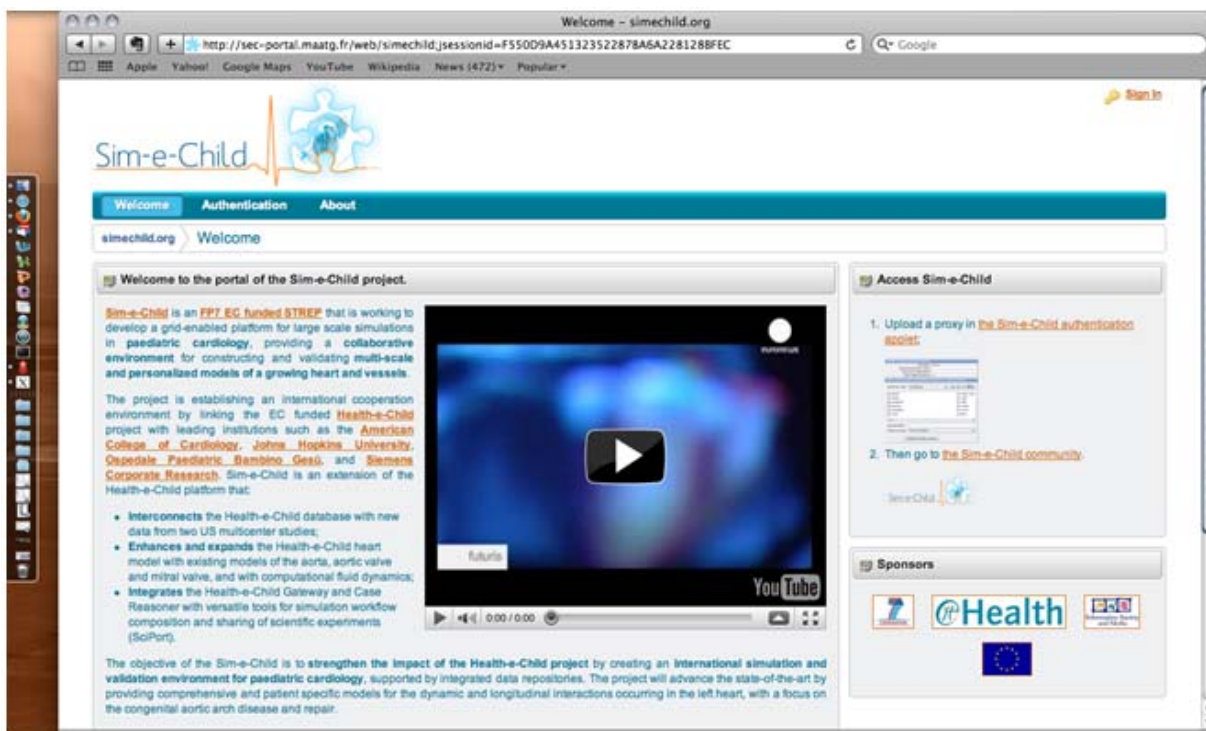 Welcome – simechild.org
http://sec-portal.maatg.fr/web/simechild;jsessionid=F550D9A451323522878A6A2281288FEC
Google
Apple Yahoo! Google Maps YouTube Wikipedia News (472) Popular
Sign In
Sim-e-Child
Welcome Authentication About
simechild.org Welcome
Welcome to the portal of the Sim-e-Child project.
Sim-e-Child is an FP7 EC funded STREP that is working to
develop a grid-enabled platform for large scale simulations
in paediatric cardiology, providing a collaborative
environment for constructing and validating multi-scale
and personalized models of a growing heart and vessels.
The project is establishing an international cooperation
environment by linking the EC funded Health-e-Child
project with leading institutions such as the American
College of Cardiology, Johns Hopkins University,
Ospedale Paediatric Bambino Gesù, and Siemens
Corporate Research. Sim-e-Child is an extension of the
Health-e-Child platform that:
• Interconnects the Health-e-Child database with new
data from two US multicenter studies;
• Enhances and expands the Health-e-Child heart
model with existing models of the aorta, aortic valve
and mitral valve, and with computational fluid dynamics;
• Integrates the Health-e-Child Gateway and Case
Reasoner with versatile tools for simulation workflow
composition and sharing of scientific experiments
(SciPort).
euronews
futuris
YouTube
0:00 / 0:00
The objective of the Sim-e-Child is to strengthen the impact of the Health-e-Child project by creating an international simulation and
validation environment for paediatric cardiology, supported by integrated data repositories. The project will advance the state-of-the-art by
providing comprehensive and patient specific models for the dynamic and longitudinal interactions occurring in the left heart, with a focus on
the congenital aortic arch disease and repair.
Access Sim-e-Child
1. Upload a proxy in the Sim-e-Child authentication
applet;
2. Then go to the Sim-e-Child community.
Sim-e-Child
Sponsors
Health
Information Society
and Media